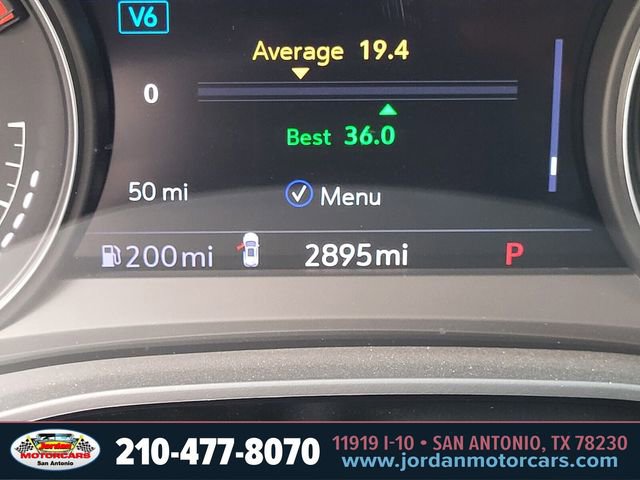 V6
Average 19.4
0
Best 36.0
50 mi
Menu
200mi
2895mi
P
Jordan
MOTORCARS
San Antonio
210-477-8070
11919 I-10 • SAN ANTONIO, TX 78230
www.jordanmotorcars.com